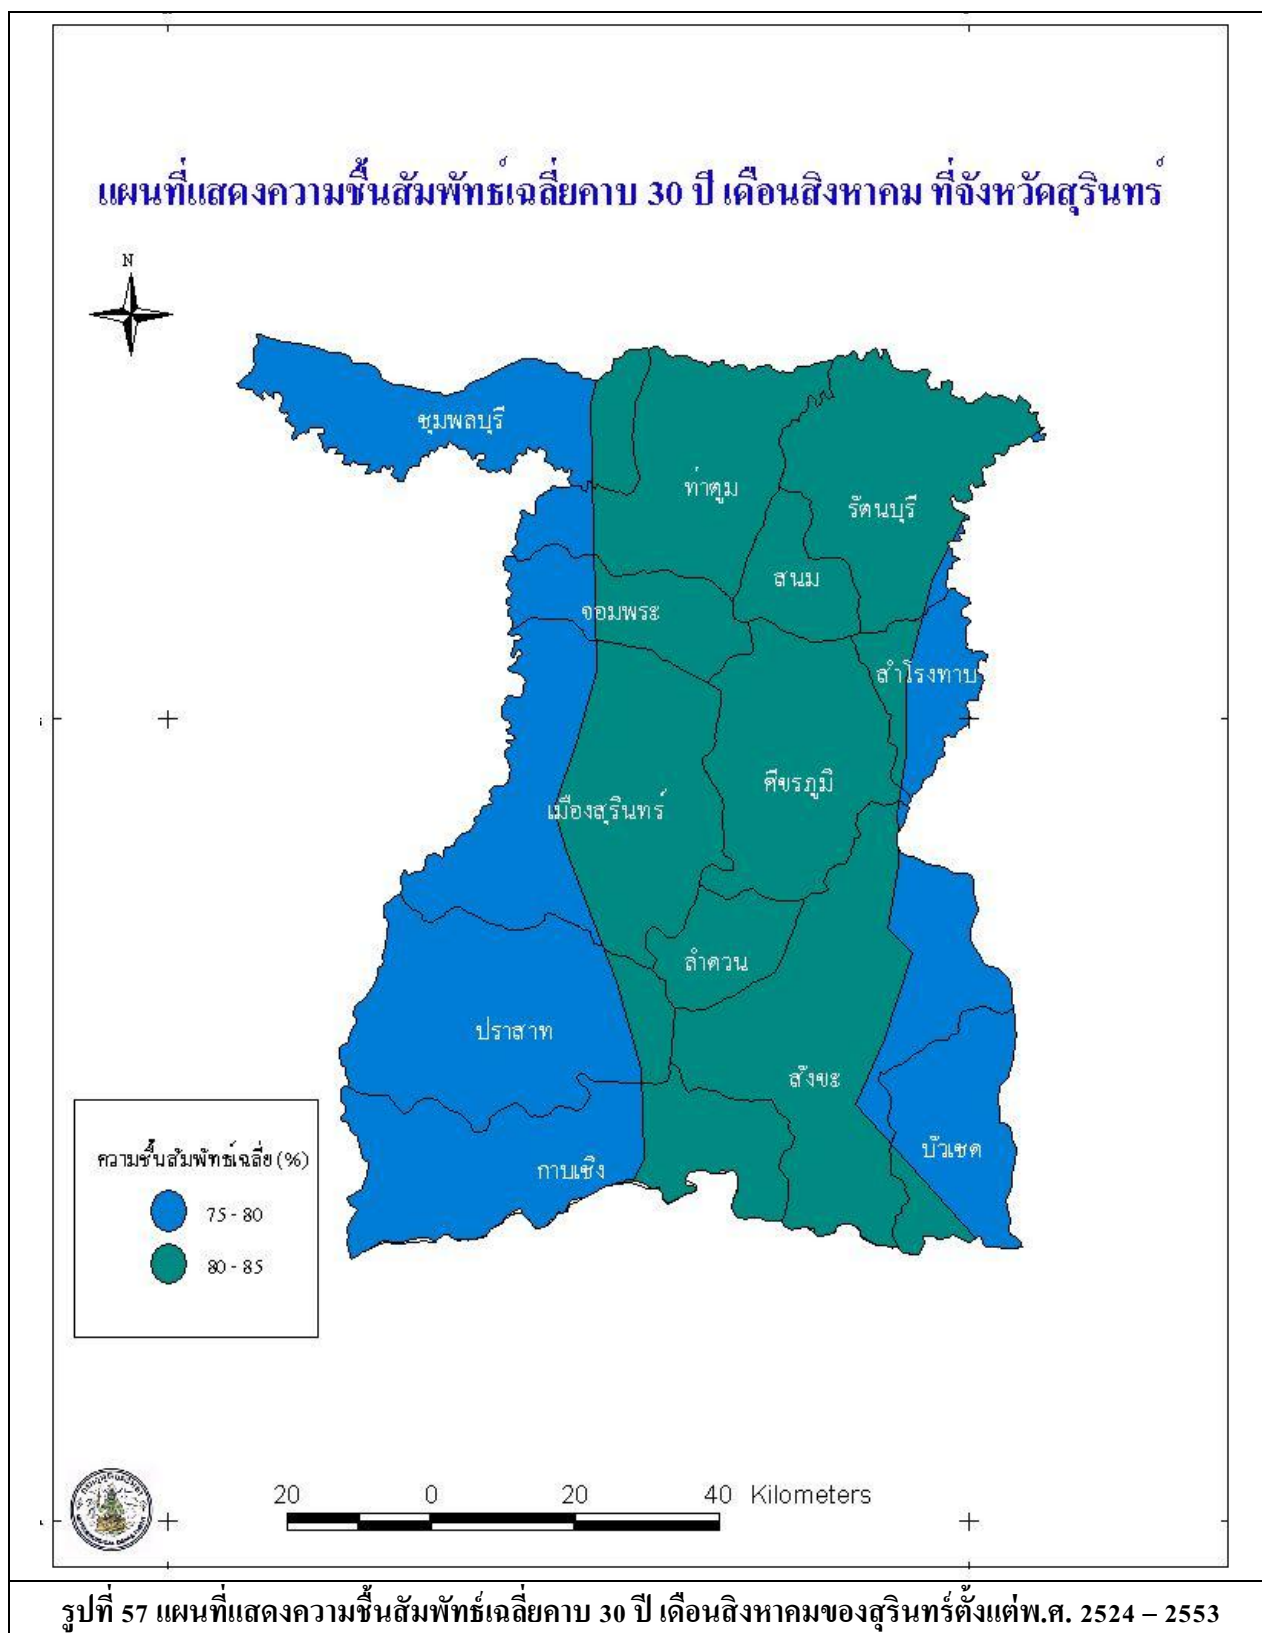 แผนที่แสดงความชื้นสัมพัทธ์เฉลี่ยคาบ 30 ปี เดือนสิงหาคม ที่จังหวัดสุรินทร์
N
ชุมพลบุรี
ท่าตูม
รัตนบุรี
สนม
จอมพระ
สำโรงทาบ
ศีขรภูมิ
เมืองสุรินทร์
ลำดวน
ปราสาท
สังขะ
บัวเชด
กาบเชิง
ความชื้นสัมพัทธ์เฉลี่ย (%)
75 - 80
80 - 85
20 0 20 40 Kilometers
รูปที่ 57 แผนที่แสดงความชื้นสัมพัทธ์เฉลี่ยคาบ 30 ปี เดือนสิงหาคมของสุรินทร์ตั้งแต่พ.ศ. 2524 – 2553